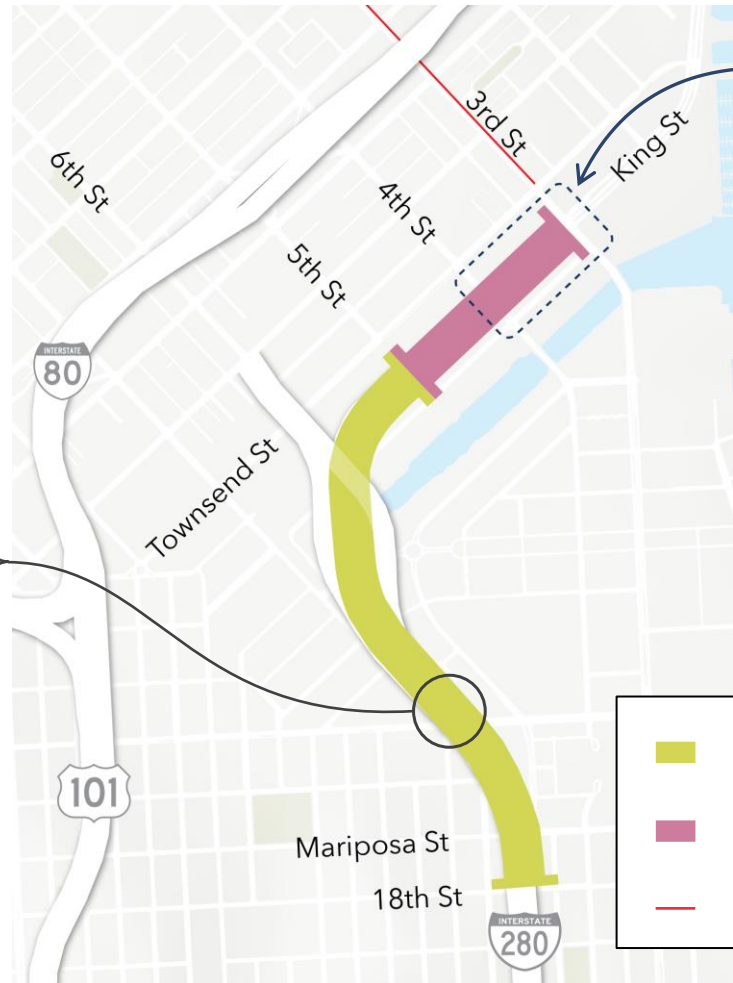 3rd St
King St
6th St
4th St
5th St
INTERSTATE
80
Townsend St
101
Mariposa St
18th St
INTERSTATE
280